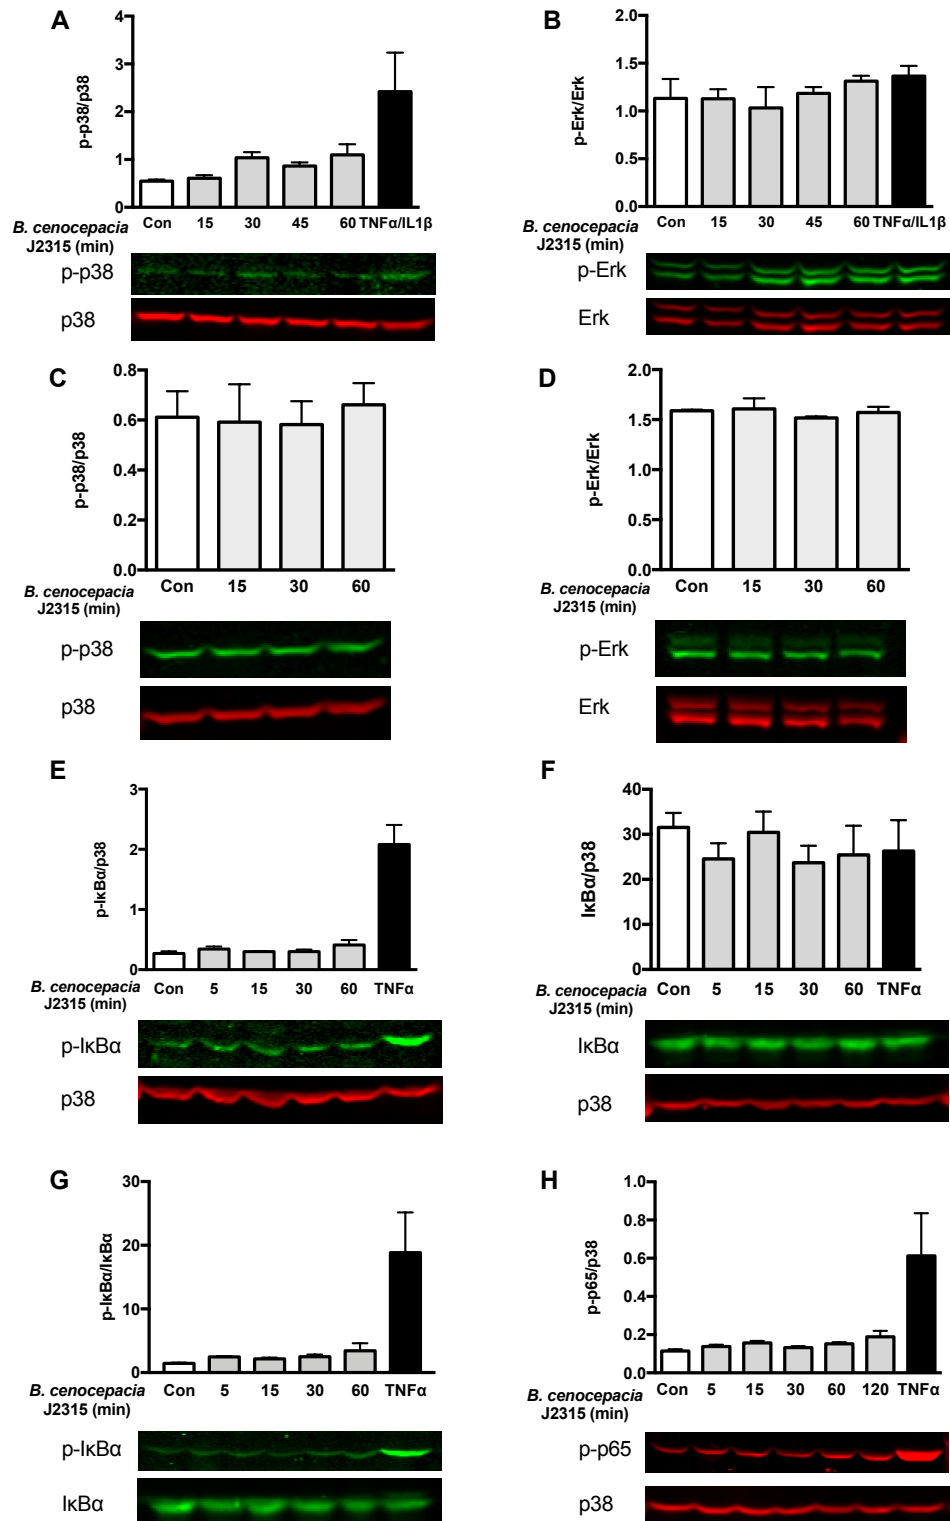 A
p-p38/p38
4
3
2
1
0
Con 15 30 45 60 TNFα/IL1β
B. cenocepacia
J2315 (min)
p-p38
p38
B
p-Erk/Erk
2.0
1.5
1.0
0.5
0.0
Con 15 30 45 60 TNFα/IL1β
B. cenocepacia
J2315 (min)
p-Erk
Erk
C
p-p38/p38
0.8
0.6
0.4
0.2
0.0
Con 15 30 60
B. cenocepacia
J2315 (min)
p-p38
p38
D
p-Erk/Erk
2.0
1.5
1.0
0.5
0.0
Con 15 30 60
B. cenocepacia
J2315 (min)
p-Erk
Erk
E
p-IκBα/p38
3
2
1
0
Con 5 15 30 60 TNFα
B. cenocepacia
J2315 (min)
p-IκBα
p38
F
IκBα/p38
40
30
20
10
0
Con 5 15 30 60 TNFα
B. cenocepacia
J2315 (min)
IκBα
p38
G
p-IκBα/IκBα
30
20
10
0
Con 5 15 30 60 TNFα
B. cenocepacia
J2315 (min)
p-IκBα
IκBα
H
p-p65/p38
1.0
0.8
0.6
0.4
0.2
0.0
Con 5 15 30 60 120 TNFα
B. cenocepacia
J2315 (min)
p-p65
p38